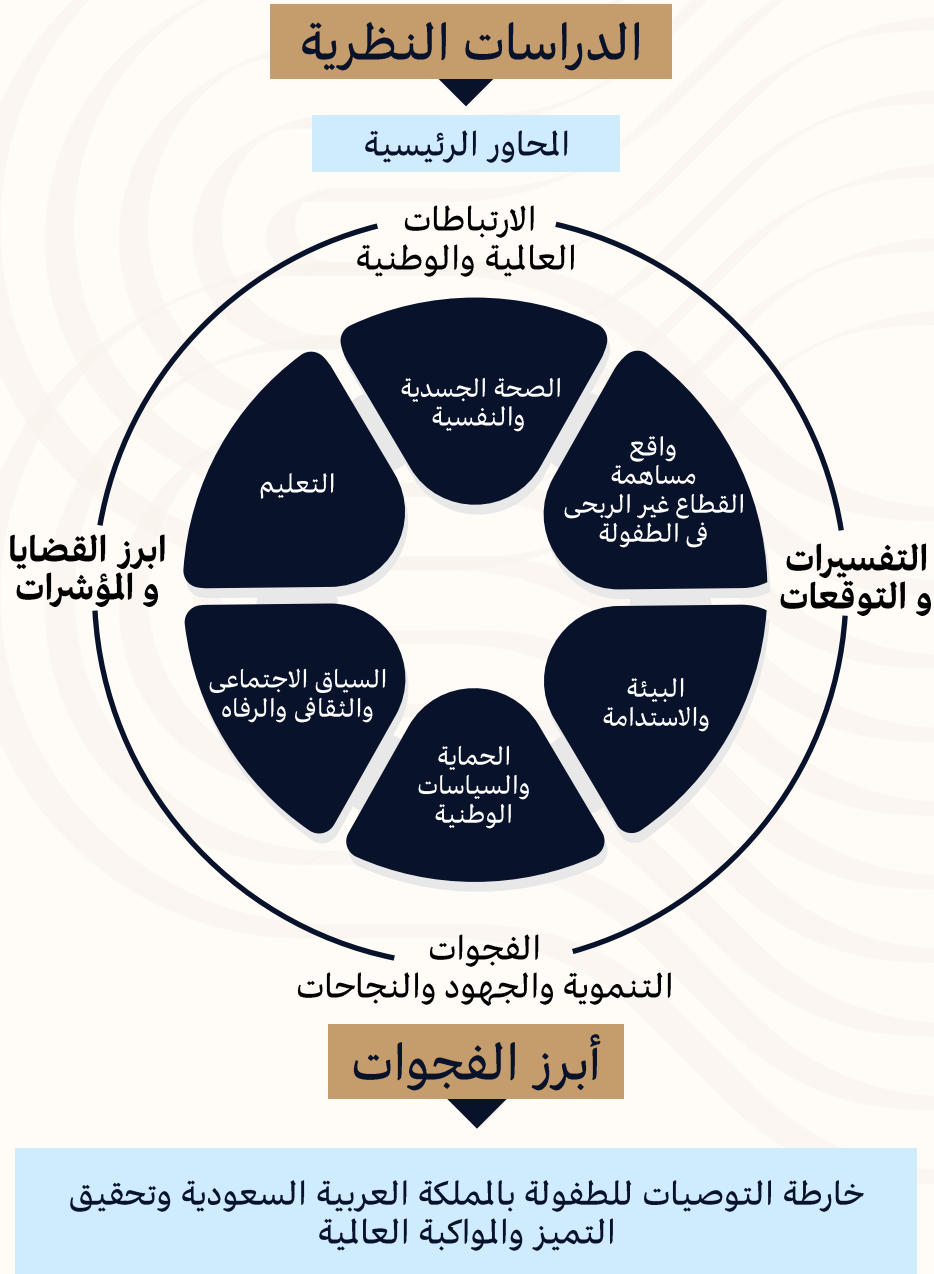 الدراسات النظرية
المحاور الرئيسية
الارتباطات
العالمية والوطنية
الصحة الجسدية
والنفسية
واقع
مساهمة
القطاع غير الربحى
فى الطفولة
التعليم
ابرز القضايا
و المؤشرات
التفسيرات
و التوقعات
السياق الاجتماعى
والثقافى والرفاه
البيئة
والاستدامة
الحماية
والسياسات
الوطنية
الفجوات
التنموية والجهود والنجاحات
أبرز الفجوات
خارطة التوصيات للطفولة بالمملكة العربية السعودية وتحقيق
التميز والمواكبة العالمية